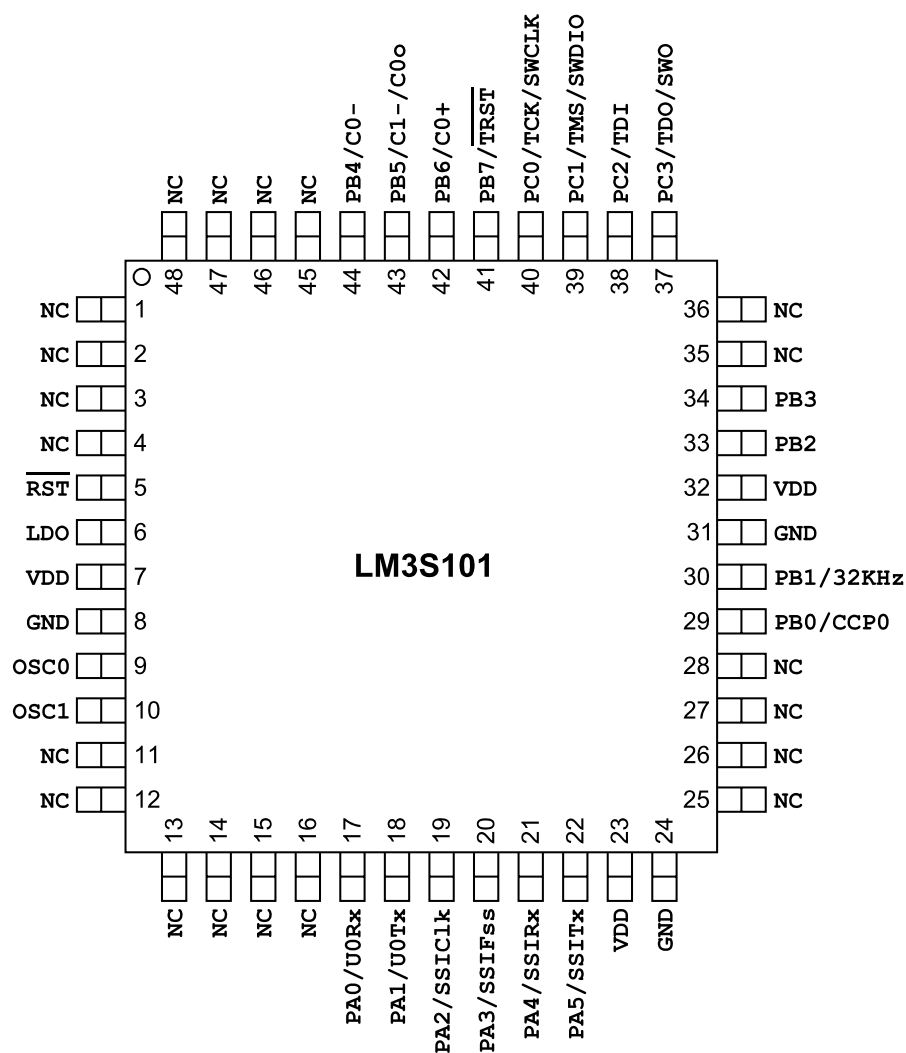 NC
NC
NC
NC
PB4/C0-
PB5/C1-/C0o
PB6/C0+
PB7/TRST
PC0/TCK/SWCLK
PC1/TMS/SWDIO
PC2/TDI
PC3/TDO/SWO
48
47
46
45
44
43
42
41
40
39
38
37
NC 1
NC 2
NC 3
NC 4
RST 5
LDO 6
VDD 7
GND 8
OSC0 9
OSC1 10
NC 11
NC 12
LM3S101
36 NC
35 NC
34 PB3
33 PB2
32 VDD
31 GND
30 PB1/32KHz
29 PB0/CCP0
28 NC
27 NC
26 NC
25 NC
13
14
15
16
17
18
19
20
21
22
23
24
NC
NC
NC
NC
PA0/U0Rx
PA1/U0Tx
PA2/SSIClk
PA3/SSIFss
PA4/SSIRx
PA5/SSITx
VDD
GND